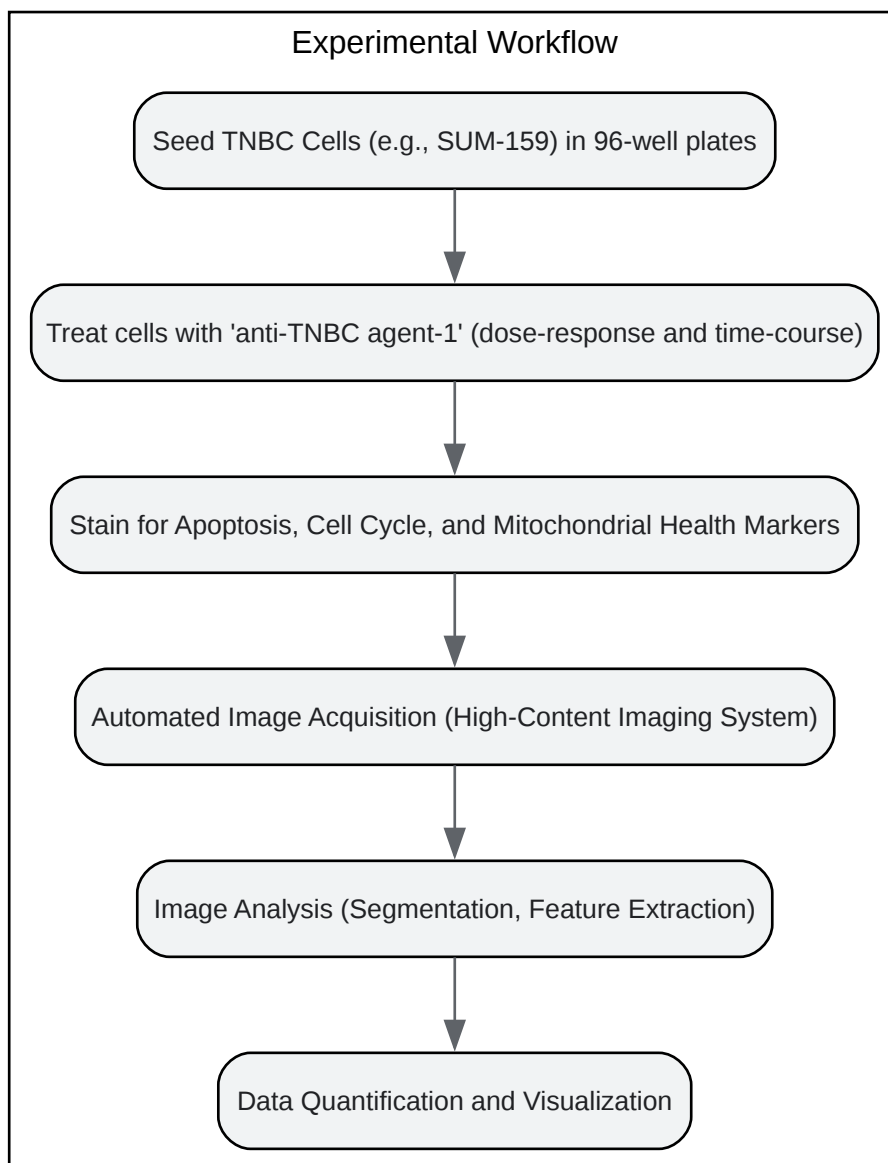 Experimental Workflow
Seed TNBC Cells (e.g., SUM-159) in 96-well plates
Treat cells with 'anti-TNBC agent-1' (dose-response and time-course)
Stain for Apoptosis, Cell Cycle, and Mitochondrial Health Markers
Automated Image Acquisition (High-Content Imaging System)
Image Analysis (Segmentation, Feature Extraction)
Data Quantification and Visualization